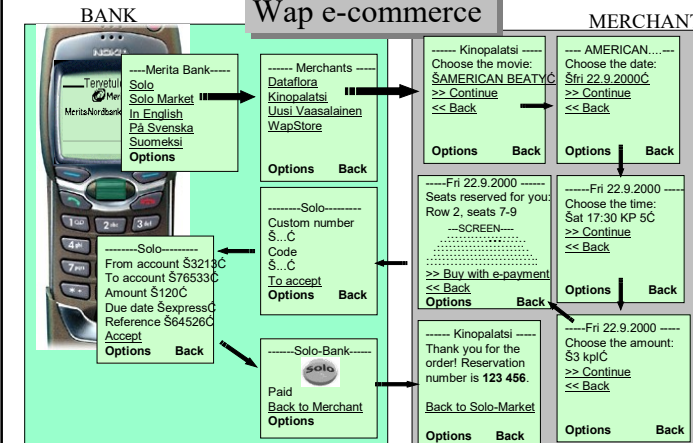 BANK
Wap e-commerce
MERCHANT
NOKIA
Tervetul
Mer
MeritaNordbank
----Merita Bank-----
Solo
Solo Market
In English
På Svenska
Suomeksi
Options
------ Merchants -----
Dataflora
Kinopalatsi
Uusi Vaasalainen
WapStore
Options Back
------ Kinopalatsi -----
Choose the movie:
ŠAMERICAN BEATYĆ
>> Continue
<< Back
Options Back
---- AMERICAN....---
Choose the date:
Šfri 22.9.2000Ć
>> Continue
<< Back
Options Back
-----Fri 22.9.2000 -----
Choose the time:
Šat 17:30 KP 5Ć
>> Continue
<< Back
Options Back
-----Fri 22.9.2000 -----
Choose the amount:
Š3 kplĆ
>> Continue
<< Back
Options Back
-----Fri 22.9.2000 ------
Seats reserved for you:
Row 2, seats 7-9
---SCREEN----
>> Buy with e-payment
<< Back
Options Back
--------Solo---------
Custom number
Š...Ć
Code
Š...Ć
To accept
Options Back
--------Solo---------
From account Š3213Ć
To account Š76533Ć
Amount Š120Ć
Due date ŠexpressĆ
Reference Š64526Ć
Accept
Options Back
-------Solo-Bank------
solo
Paid
Back to Merchant
Options
------ Kinopalatsi -----
Thank you for the
order! Reservation
number is 123 456.
Back to Solo-Market
Options Back